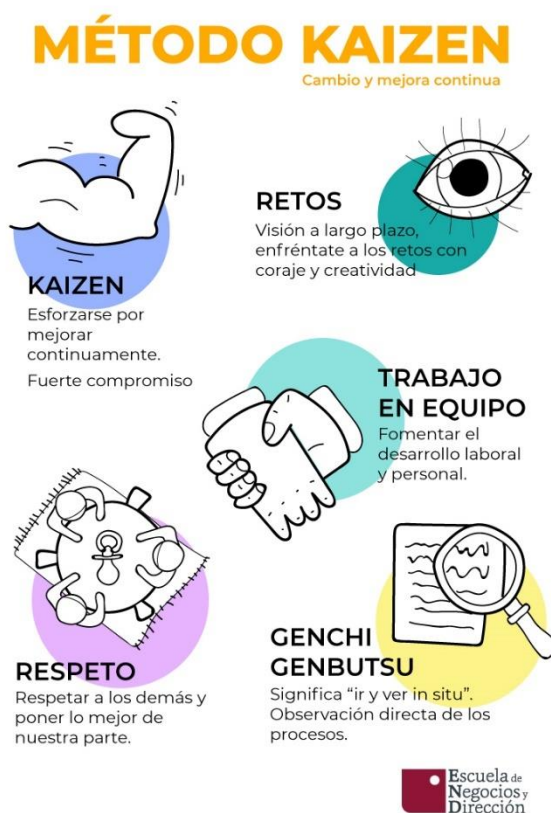 MÉTODO KAIZEN
Cambio y mejora continua
RETOS
Visión a largo plazo,
enfréntate a los retos con
coraje y creatividad
KAIZEN
Esforzarse por
mejorar
continuamente.
Fuerte compromiso
TRABAJO
EN EQUIPO
Fomentar el
desarrollo laboral
y personal.
RESPETO
Respetar a los demás y
poner lo mejor de
nuestra parte.
GENCHI
GENBUTSU
Significa “ir y ver in situ”.
Observación directa de los
procesos.
Escuela de
Negocios y
Dirección